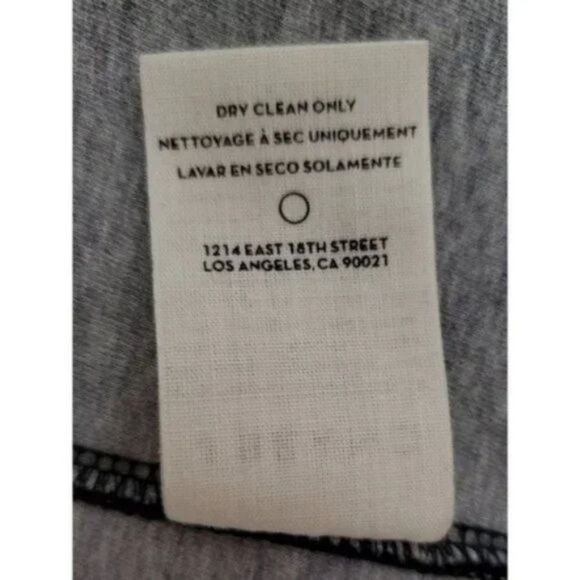 DRY CLEAN ONLY
NETTOYAGE À SEC UNIQUEMENT
LAVAR EN SECO SOLAMENTE
1214 EAST 18TH STREET
LOS ANGELES, CA 90021